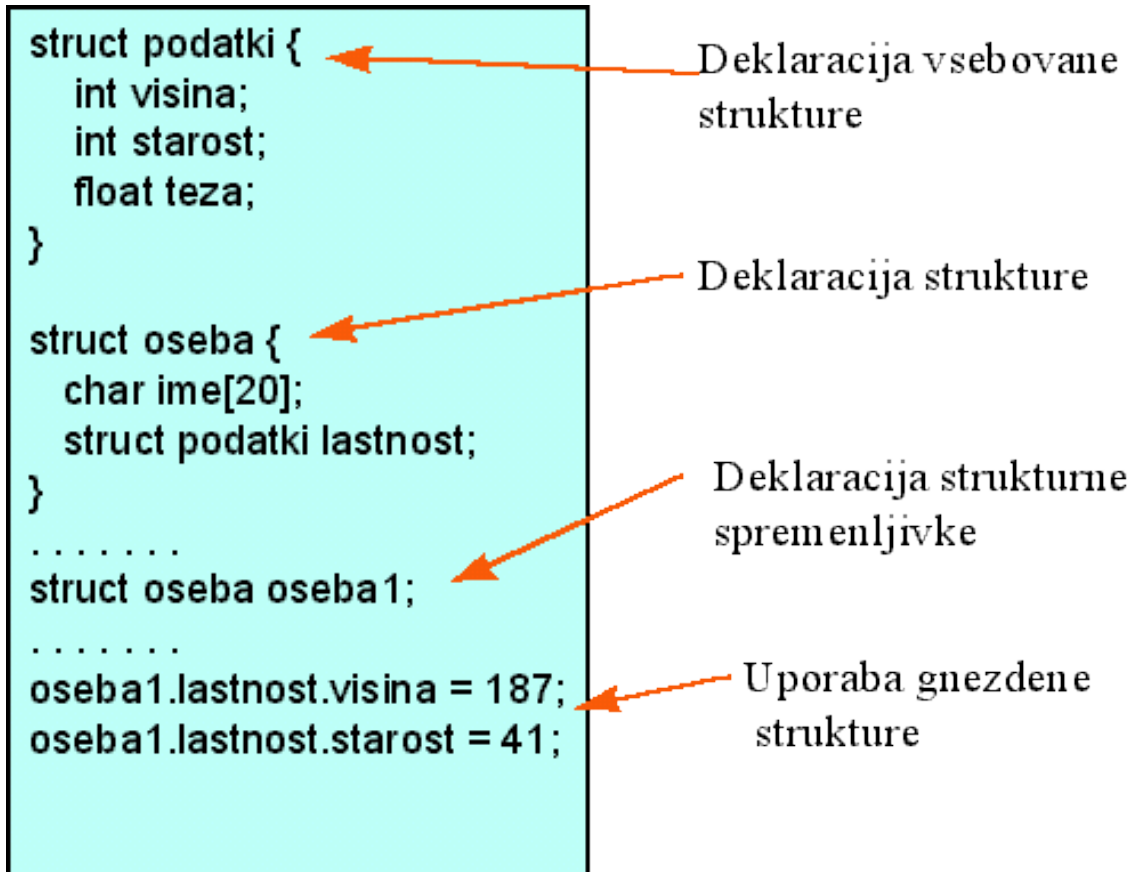 struct podatki {
int visina;
int starost;
float teza;
}
struct oseba {
char ime[20];
struct podatki lastnost;
}
. . . . . . .
struct oseba oseba1;
. . . . . . .
oseba1.lastnost.visina = 187;
oseba1.lastnost.starost = 41;
Deklaracija vsebovane
strukture
Deklaracija strukture
Deklaracija strukturne
spremenljivke
Uporaba gnezdene
strukture